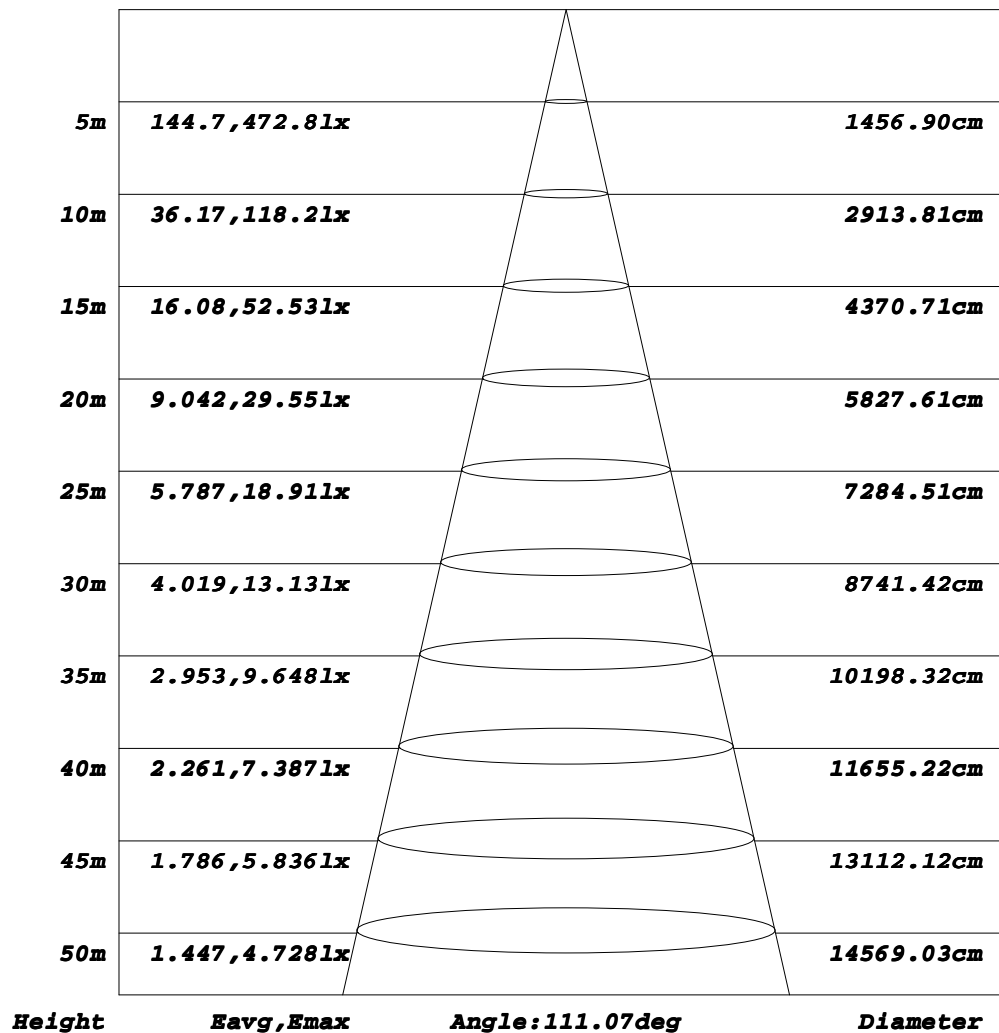 5m 144.7,472.8lx 1456.90cm
10m 36.17,118.2lx 2913.81cm
15m 16.08,52.53lx 4370.71cm
20m 9.042,29.55lx 5827.61cm
25m 5.787,18.91lx 7284.51cm
30m 4.019,13.13lx 8741.42cm
35m 2.953,9.648lx 10198.32cm
40m 2.261,7.387lx 11655.22cm
45m 1.786,5.836lx 13112.12cm
50m 1.447,4.728lx 14569.03cm
Height Eavg,Emax Angle:111.07deg Diameter